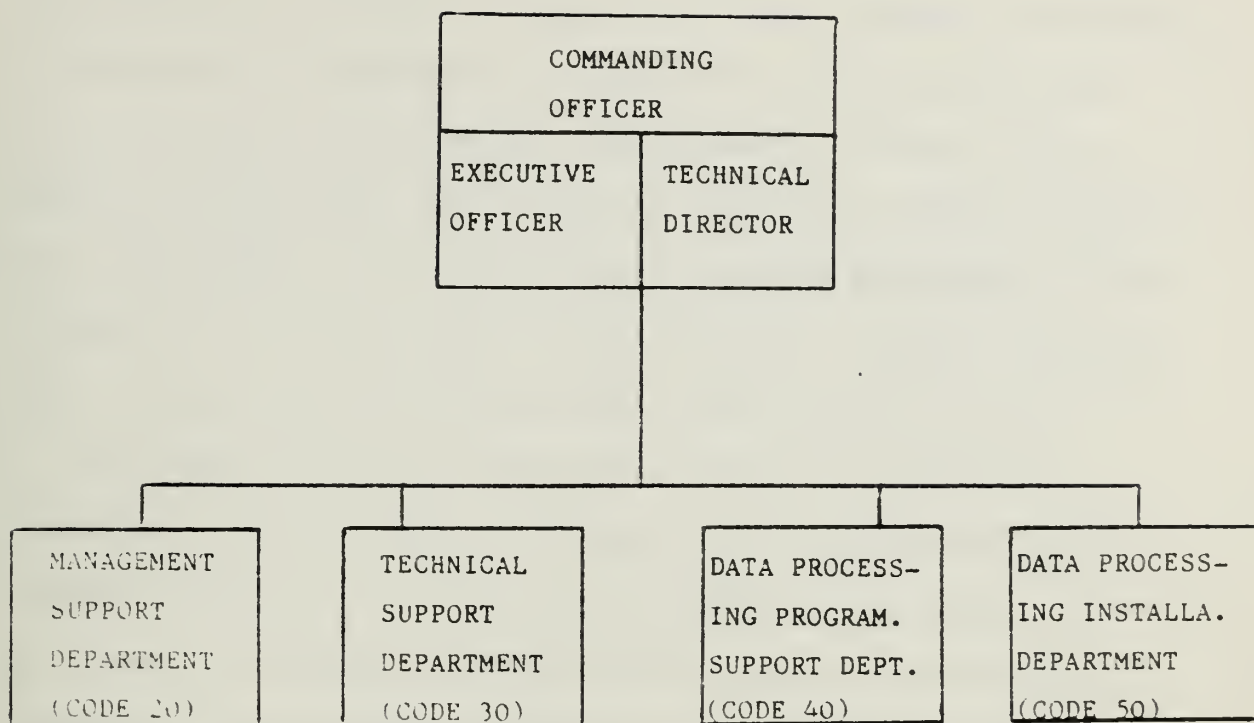 COMMANDING
OFFICER
EXECUTIVE
OFFICER
TECHNICAL
DIRECTOR
MANAGEMENT
SUPPORT
DEPARTMENT
(CODE 20)
TECHNICAL
SUPPORT
DEPARTMENT
(CODE 30)
DATA PROCESS-
ING PROGRAM.
SUPPORT DEPT.
(CODE 40)
DATA PROCESS-
ING INSTALLA.
DEPARTMENT
(CODE 50)